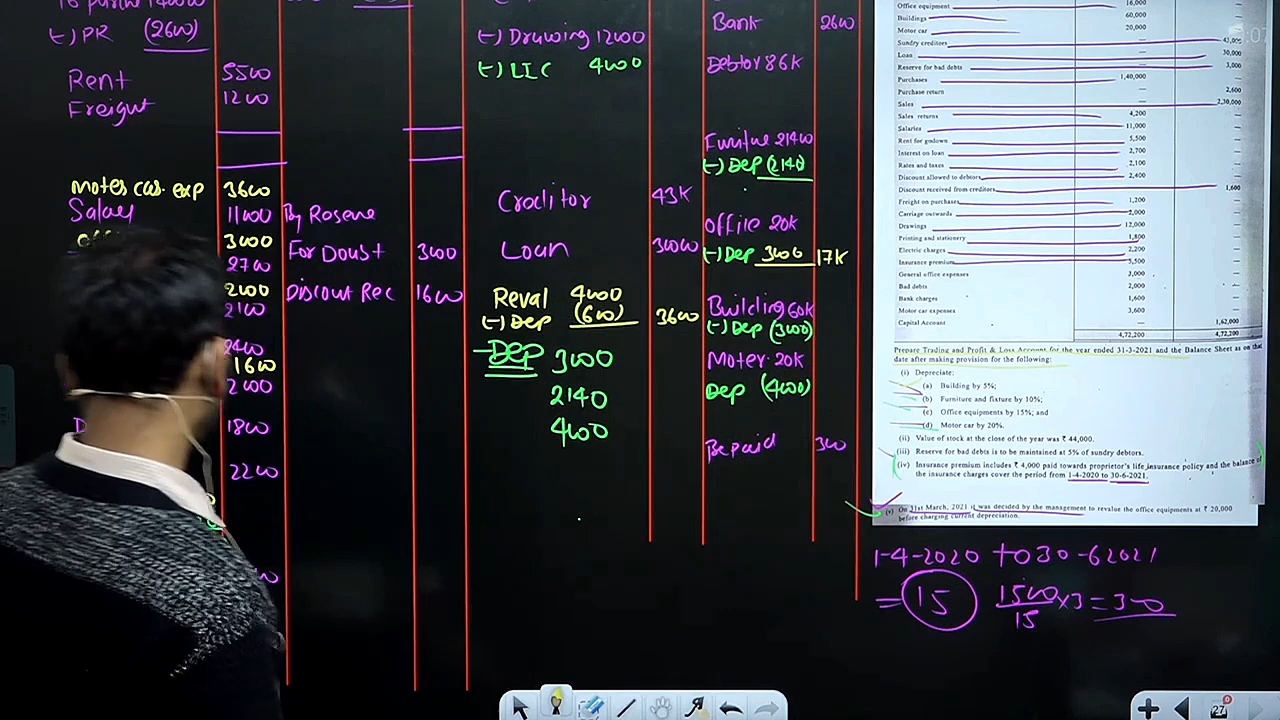 (-) PR (2600)
Rent
Freight 1200
Moter car exp 3600
Salary 11000
3000
2100
1600
2000
1800
2200
By Reserve
For Doubt 3000
Discout Rec 1600
(-) Drawing 12000
(-) LIC 4000
Creditor 43K
Loan 30000
Reval 4000
(-) Dep (600) 3600
DEP 3000
2140
4000
Bank 2600
Debtor 86K
Furnitue 21400
(-) Dep (2140)
Office 20k
(-) Dep 3000 17K
Building 60k
(-) Dep (3000)
Moter 20K
Dep (4000)
Bepaid 300
Office equipment 16,000
Buildings 60,000
Motor car 20,000
Sundry creditors — 43,000
Loan — 30,000
Reserve for bad debts — 3,000
Purchases 1,40,000 —
Purchase return — 2,600
Sales — 2,30,000
Sales returns 4,200 —
Salaries 11,000 —
Rent for godown 5,500 —
Interest on loan 2,700 —
Rates and taxes 2,100 —
Discount allowed to debtors 2,400 —
Discount received from creditors — 1,600
Freight on purchases 1,200 —
Carriage outwards 2,000 —
Drawings 12,000 —
Printing and stationery 1,800 —
Electric charges 2,200 —
Insurance premium 5,500 —
General office expenses 3,000 —
Bad debts 2,000 —
Bank charges 1,600 —
Motor car expenses 3,600 —
Capital Account — 1,62,000
4,72,200 4,72,200
Prepare Trading and Profit & Loss Account for the year ended 31-3-2021 and the Balance Sheet as on that
date after making provision for the following:
(i) Depreciate:
(a) Building by 5%;
(b) Furniture and fixture by 10%;
(c) Office equipments by 15%; and
(d) Motor car by 20%.
(ii) Value of stock at the close of the year was ₹ 44,000.
(iii) Reserve for bad debts is to be maintained at 5% of sundry debtors.
(iv) Insurance premium includes ₹ 4,000 paid towards proprietor's life insurance policy and the balance of
the insurance charges cover the period from 1-4-2020 to 30-6-2021.
(v) On 31st March, 2021 it was decided by the management to revalue the office equipments at ₹ 20,000
before charging current depreciation.
1-4-2020 to 30-62021
= 15 1500/15 ×3 = 300
27